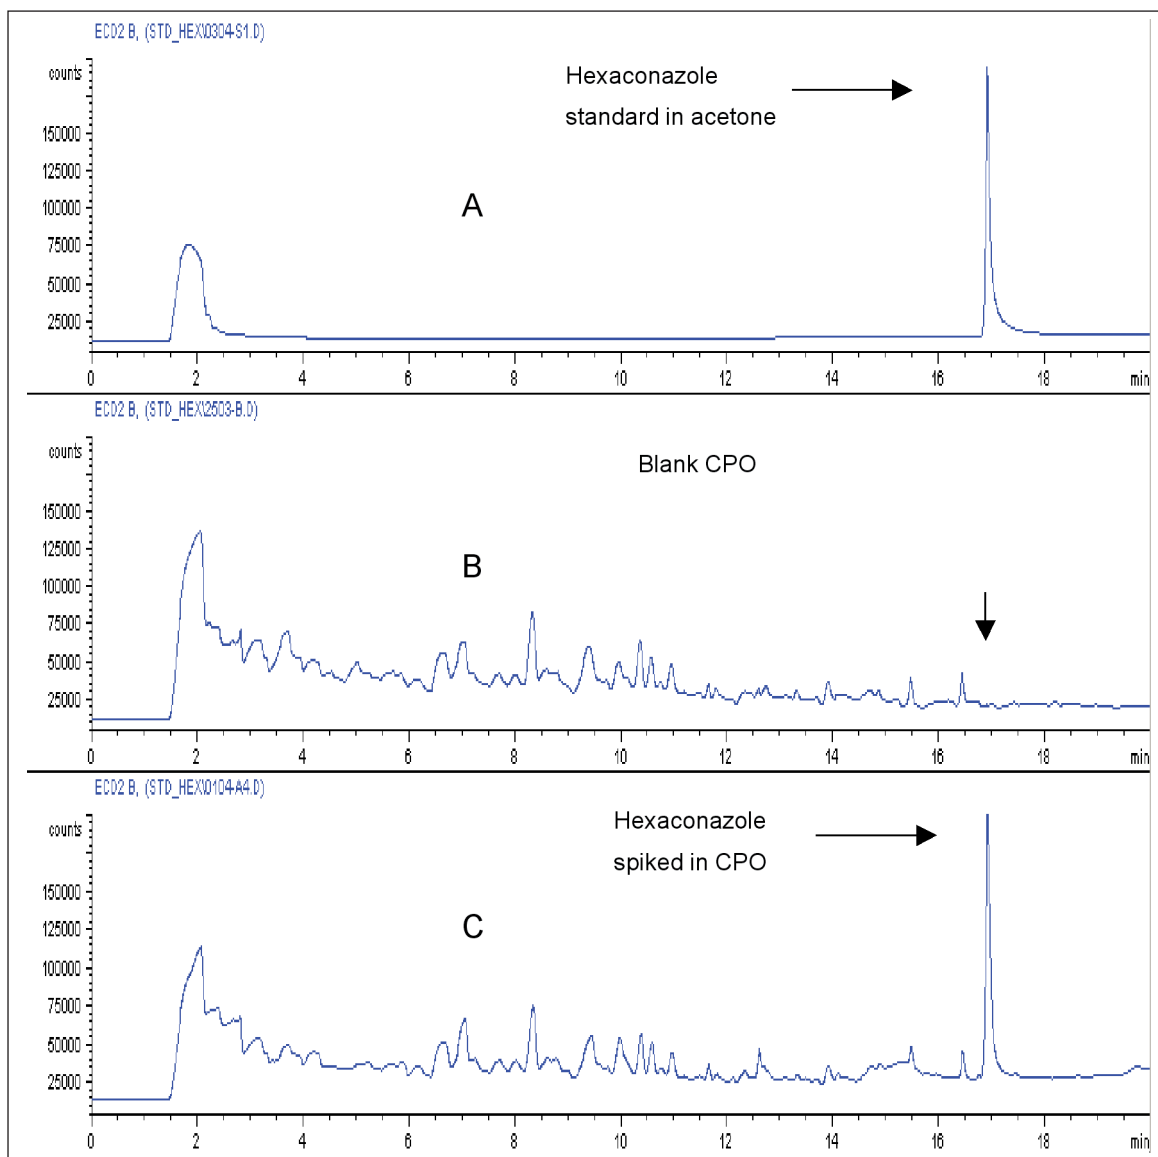 ECD2 B, (STD_HEX\0304-S1.D)
counts
Hexaconazole
standard in acetone
150000
125000
100000
75000
50000
25000
A
0 2 4 6 8 10 12 14 16 18 min
ECD2 B, (STD_HEX\2503-B.D)
counts
Blank CPO
150000
125000
100000
75000
50000
25000
B
0 2 4 6 8 10 12 14 16 18 min
ECD2 B, (STD_HEX\0104-A4.D)
counts
Hexaconazole
spiked in CPO
150000
125000
100000
75000
50000
25000
C
0 2 4 6 8 10 12 14 16 18 min